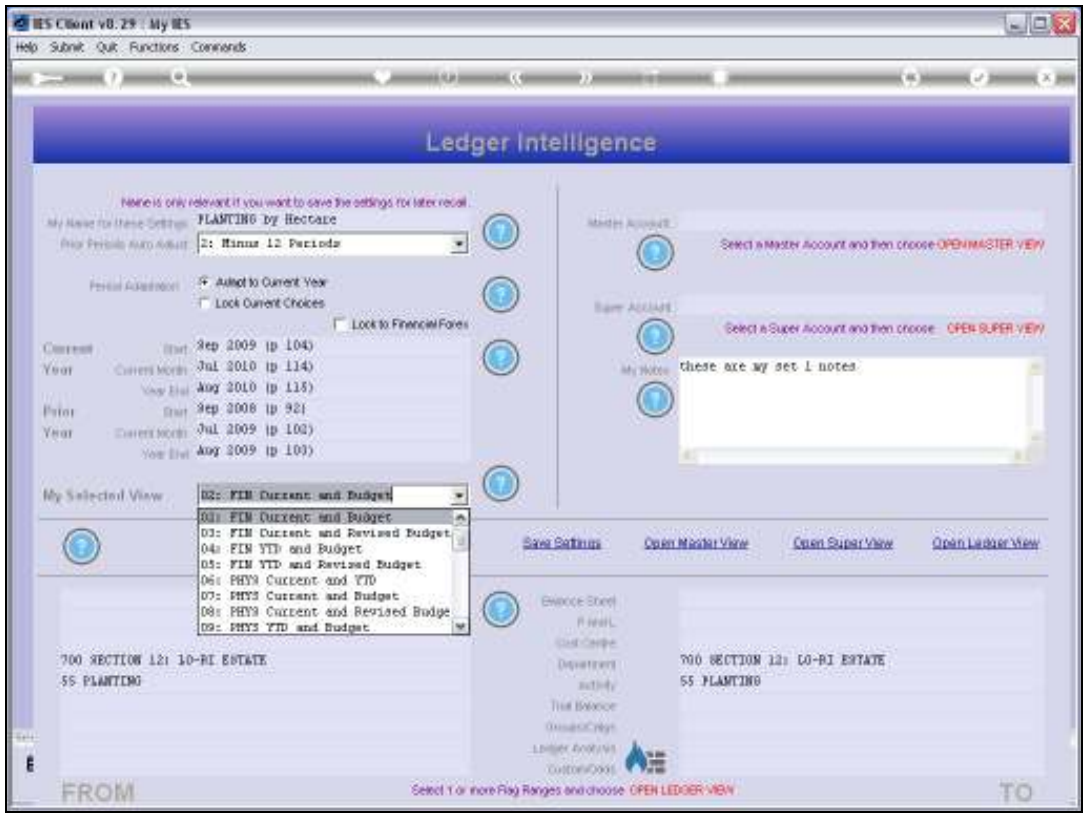 IES Client v8.29 : My IES
Help Submit Quit Functions Commands
Ledger Intelligence
Name is only relevant if you want to save the settings for later recall.
My Name for these Settings PLANTING by Hectare
Prior Periods Auto Adjust 2: Minus 12 Periods
Period Adaptation Adapt to Current Year
Lock Current Choices
Lock to Financial Forex
Current Start Sep 2009 (p 104)
Year Current Month Jul 2010 (p 114)
Year End Aug 2010 (p 115)
Prior Start Sep 2008 (p 92)
Year Current Month Jul 2009 (p 102)
Year End Aug 2009 (p 103)
My Selected View 02: FIN Current and Budget
02: FIN Current and Budget
03: FIN Current and Revised Budget
04: FIN YTD and Budget
05: FIN YTD and Revised Budget
06: PHYS Current and YTD
07: PHYS Current and Budget
08: PHYS Current and Revised Budge
09: PHYS YTD and Budget
Master Account
Select a Master Account and then choose OPEN MASTER VIEW
Super Account
Select a Super Account and then choose OPEN SUPER VIEW
My Notes these are my set 1 notes
Save Settings Open Master View Open Super View Open Ledger View
Balance Sheet
Cost Centre
700 SECTION 12: LO-RI ESTATE Department 700 SECTION 12: LO-RI ESTATE
55 PLANTING Activity 55 PLANTING
Trial Balance
Ledger Analysis
FROM Select 1 or more Flag Ranges and choose OPEN LEDGER VIEW TO